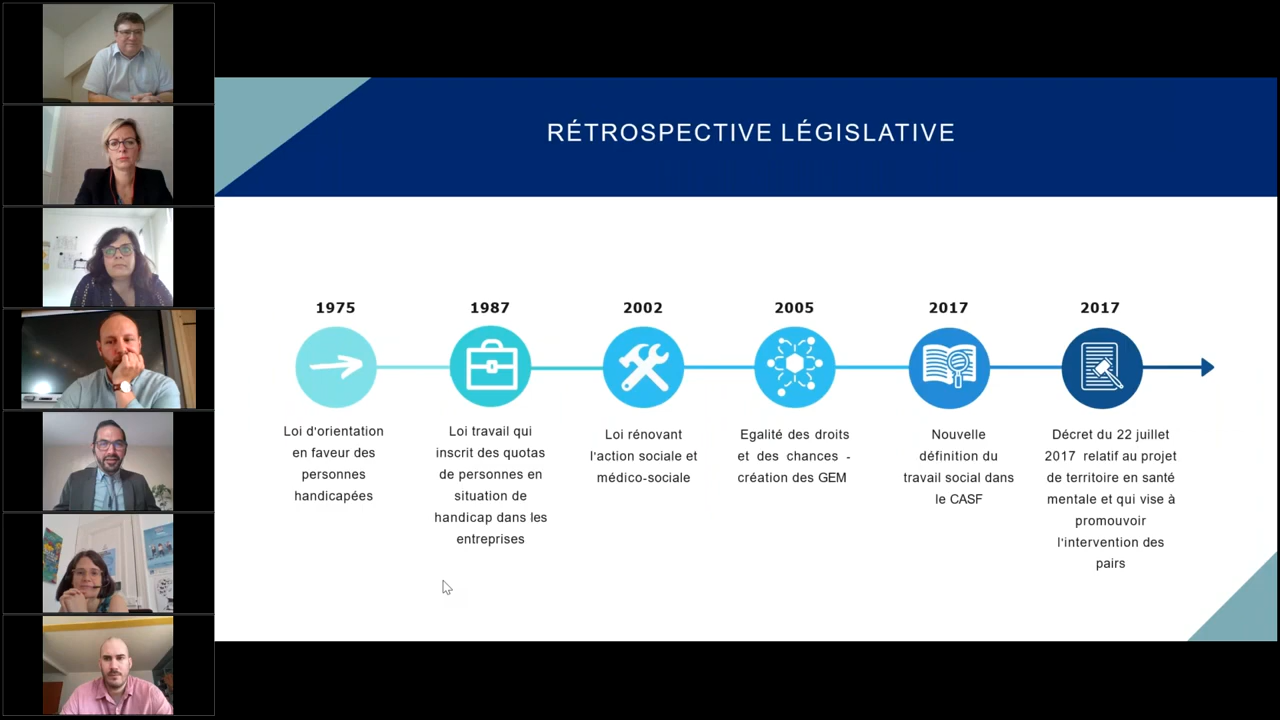 RÉTROSPECTIVE LÉGISLATIVE
1975
Loi d'orientation
en faveur des
personnes
handicapées
1987
Loi travail qui
inscrit des quotas
de personnes en
situation de
handicap dans les
entreprises
2002
Loi rénovant
l'action sociale et
médico-sociale
2005
Egalité des droits
et des chances -
création des GEM
2017
Nouvelle
définition du
travail social dans
le CASF
2017
Décret du 22 juillet
2017 relatif au projet
de territoire en santé
mentale et qui vise à
promouvoir
l'intervention des
pairs